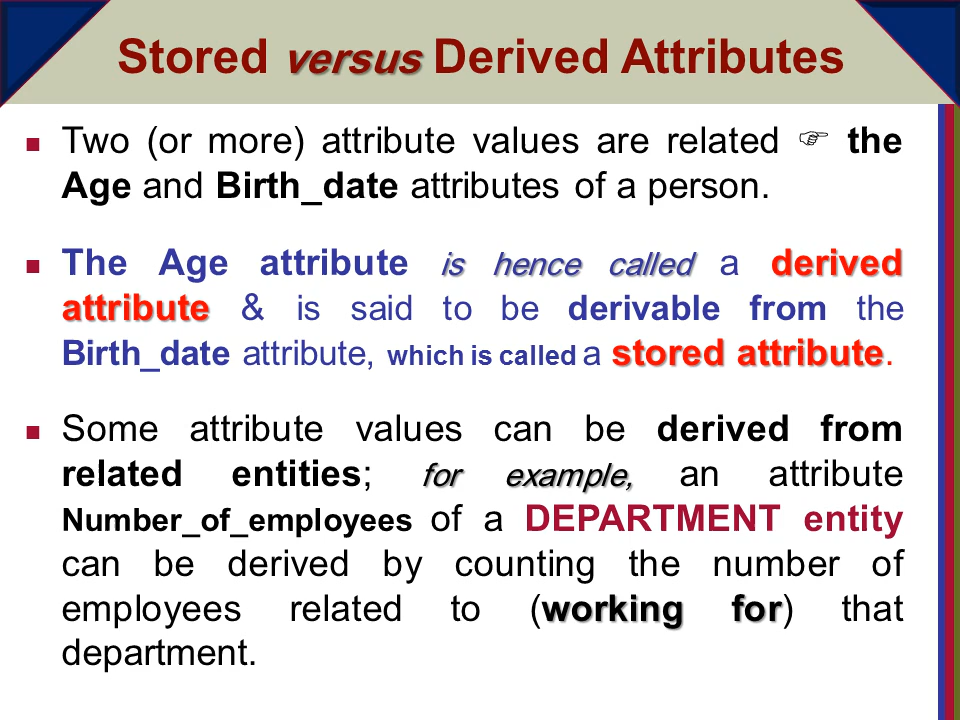 Stored versus Derived Attributes
Two (or more) attribute values are related ☞ the
Age and Birth_date attributes of a person.
The Age attribute is hence called a derived
attribute & is said to be derivable from the
Birth_date attribute, which is called a stored attribute.
Some attribute values can be derived from
related entities; for example, an attribute
Number_of_employees of a DEPARTMENT entity
can be derived by counting the number of
employees related to (working for) that
department.